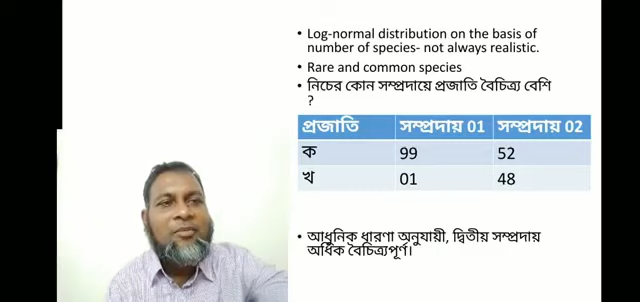 Log-normal distribution on the basis of
number of species- not always realistic.
Rare and common species
নিচের কোন সম্প্রদায়ে প্রজাতি বৈচিত্র্য বেশি
?
প্রজাতি সম্প্রদায় 01 সম্প্রদায় 02
ক 99 52
খ 01 48
আধুনিক ধারণা অনুযায়ী, দ্বিতীয় সম্প্রদায়
অধিক বৈচিত্র্যপূর্ণ।